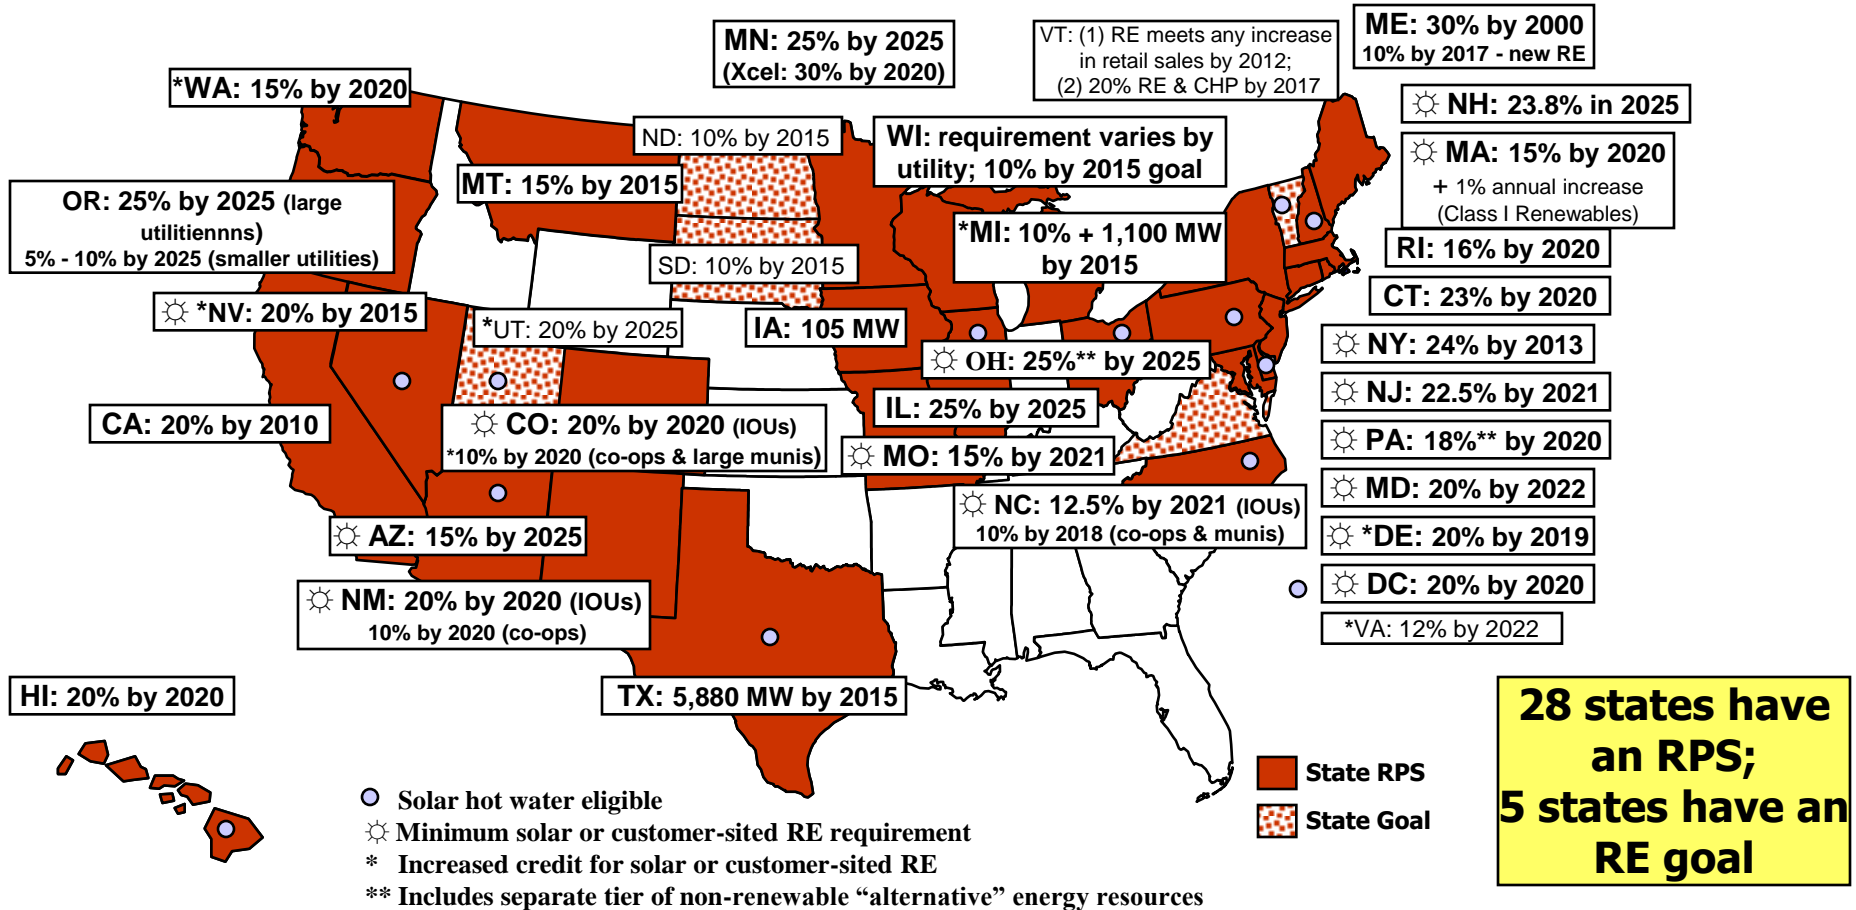 MN: 25% by 2025
(Xcel: 30% by 2020)
VT: (1) RE meets any increase
in retail sales by 2012;
(2) 20% RE & CHP by 2017
ME: 30% by 2000
10% by 2017 - new RE
*WA: 15% by 2020
☼ NH: 23.8% in 2025
ND: 10% by 2015
WI: requirement varies by
utility; 10% by 2015 goal
☼ MA: 15% by 2020
+ 1% annual increase
(Class I Renewables)
MT: 15% by 2015
OR: 25% by 2025 (large
utilitiennns)
5% - 10% by 2025 (smaller utilities)
*MI: 10% + 1,100 MW
by 2015
RI: 16% by 2020
SD: 10% by 2015
CT: 23% by 2020
☼ *NV: 20% by 2015
*UT: 20% by 2025
IA: 105 MW
☼ OH: 25%** by 2025
☼ NY: 24% by 2013
☼ NJ: 22.5% by 2021
CA: 20% by 2010
☼ CO: 20% by 2020 (IOUs)
*10% by 2020 (co-ops & large munis)
IL: 25% by 2025
☼ MO: 15% by 2021
☼ PA: 18%** by 2020
☼ MD: 20% by 2022
☼ NC: 12.5% by 2021 (IOUs)
10% by 2018 (co-ops & munis)
☼ AZ: 15% by 2025
☼ *DE: 20% by 2019
☼ DC: 20% by 2020
☼ NM: 20% by 2020 (IOUs)
10% by 2020 (co-ops)
*VA: 12% by 2022
HI: 20% by 2020
TX: 5,880 MW by 2015
28 states have
an RPS;
5 states have an
RE goal
State RPS
State Goal
Solar hot water eligible
☼ Minimum solar or customer-sited RE requirement
* Increased credit for solar or customer-sited RE
** Includes separate tier of non-renewable “alternative” energy resources